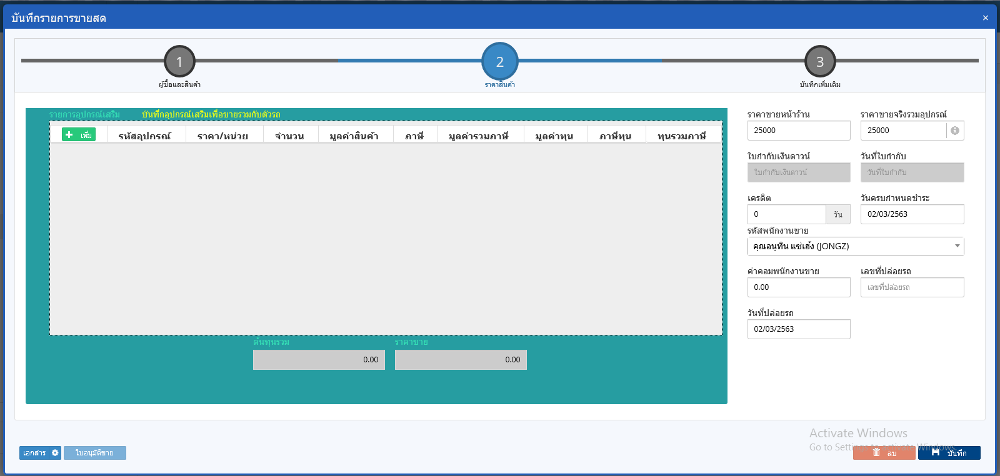 บันทึกรายการขายสด
×
1
2
3
ผู้ซื้อและสินค้า
ราคาสินค้า
บันทึกเพิ่มเติม
รายการอุปกรณ์เสริม บันทึกอุปกรณ์เสริมเพื่อขายรวมกับตัวรถ
เพิ่ม รหัสอุปกรณ์ ราคา/หน่วย จำนวน มูลค่าสินค้า ภาษี มูลค่ารวมภาษี มูลค่าทุน ภาษีทุน ทุนรวมภาษี
ต้นทุนรวม ราคาขาย
0.00 0.00
ราคาขายหน้าร้าน ราคาขายจริงรวมอุปกรณ์
25000 25000
ใบกำกับเงินดาวน์ วันที่ใบกำกับ
ใบกำกับเงินดาวน์ วันที่ใบกำกับ
เครดิต วันครบกำหนดชำระ
0 วัน 02/03/2563
รหัสพนักงานขาย
คุณอนุทิน แซ่เฮ้ง (JONGZ)
ค่าคอมพนักงานขาย เลขที่ปล่อยรถ
0.00 เลขที่ปล่อยรถ
วันที่ปล่อยรถ
02/03/2563
Activate Windows
Go to Settings to activate Windows.
เอกสาร ใบอนุมัติขาย ลบ บันทึก